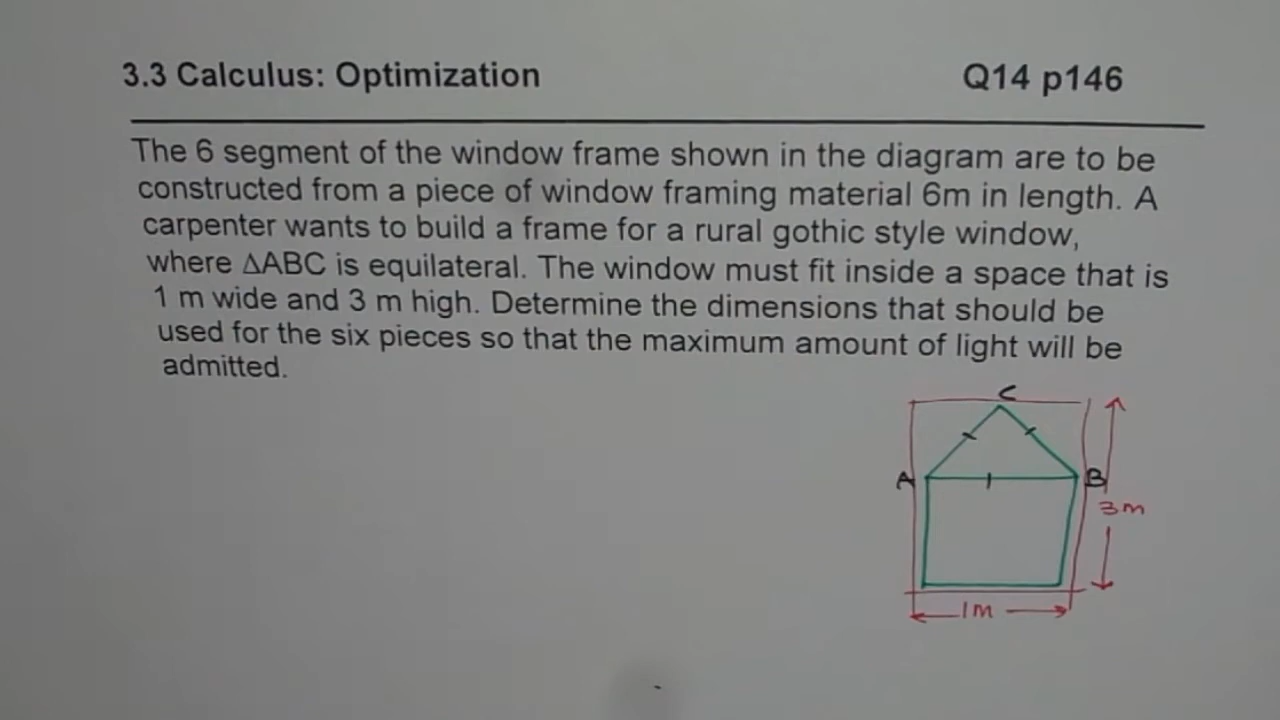 3.3 Calculus: Optimization Q14 p146
The 6 segment of the window frame shown in the diagram are to be
constructed from a piece of window framing material 6m in length. A
carpenter wants to build a frame for a rural gothic style window,
where ΔABC is equilateral. The window must fit inside a space that is
1 m wide and 3 m high. Determine the dimensions that should be
used for the six pieces so that the maximum amount of light will be
admitted.
C
A B
3m
1m